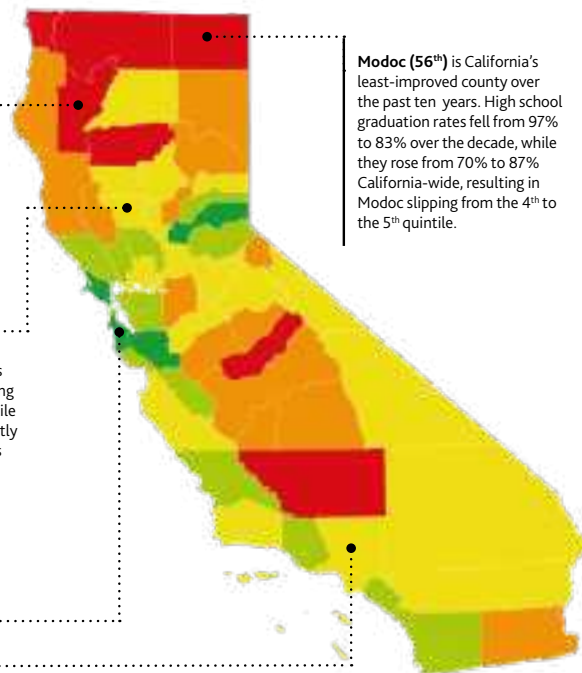 Modoc (56th) is California's
least-improved county over
the past ten years. High school
graduation rates fell from 97%
to 83% over the decade, while
they rose from 70% to 87%
California-wide, resulting in
Modoc slipping from the 4th to
the 5th quintile.